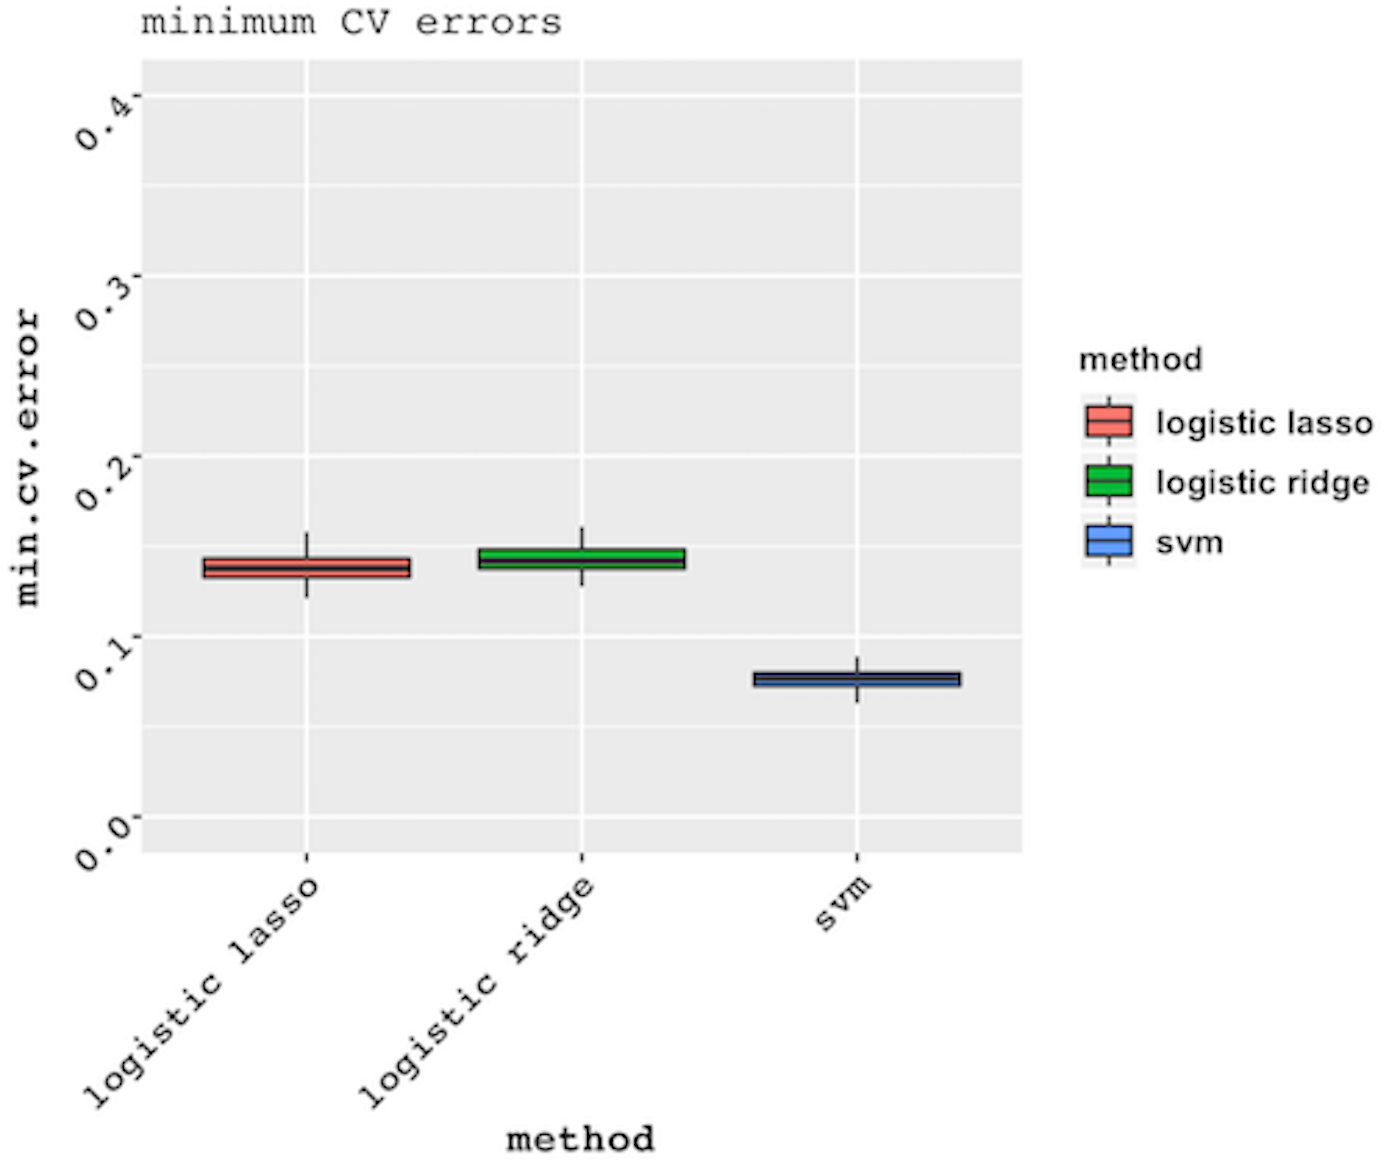 minimum CV errors
min.cv.error
0.4
0.3
0.2
0.1
0.0
logistic lasso
logistic ridge
svm
method
method
logistic lasso
logistic ridge
svm